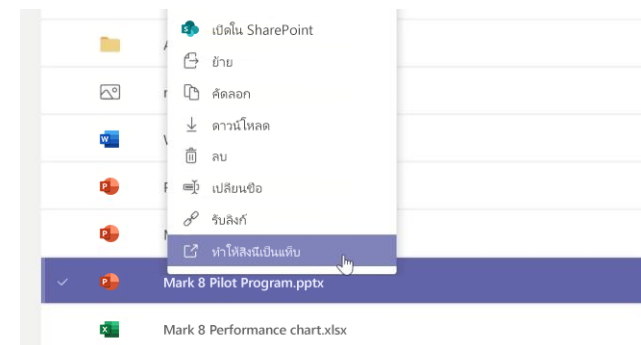 เปิดใน SharePoint
ย้าย
คัดลอก
ดาวน์โหลด
ลบ
เปลี่ยนชื่อ
รับลิงก์
ทำให้สิ่งนี้เป็นแท็บ
Mark 8 Pilot Program.pptx
Mark 8 Performance chart.xlsx